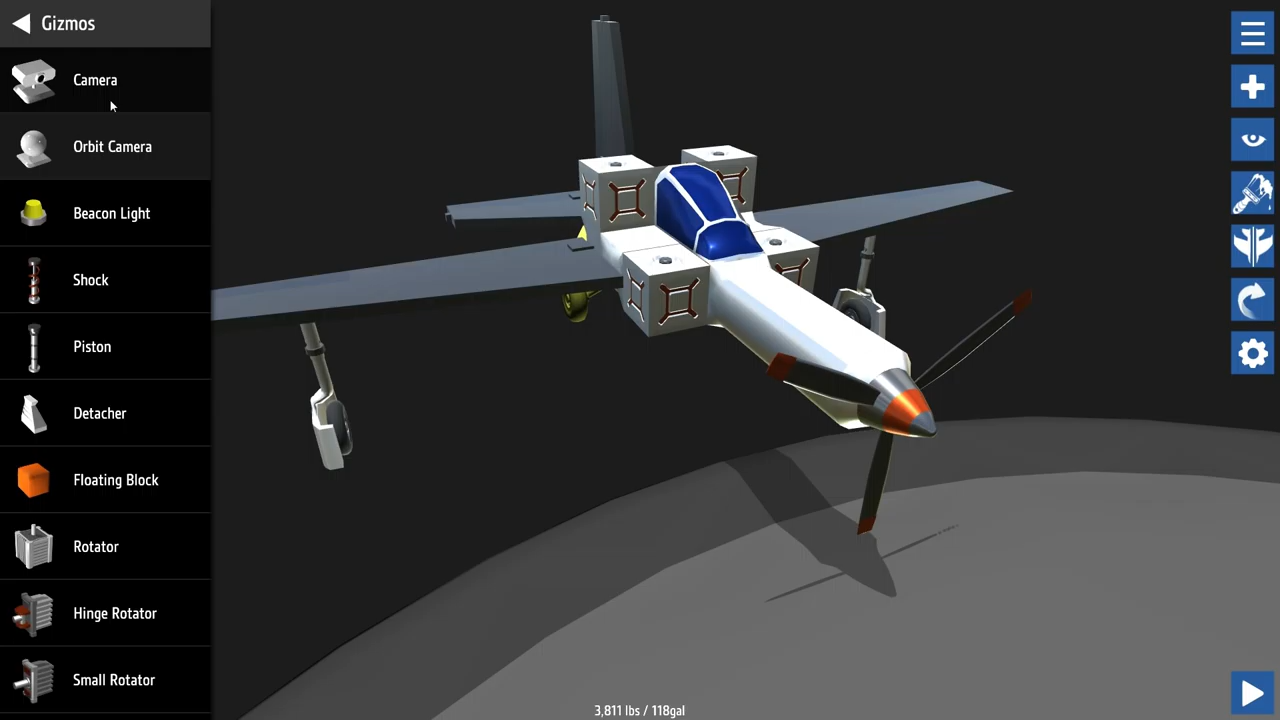 Gizmos
Camera
Orbit Camera
Beacon Light
Shock
Piston
Detacher
Floating Block
Rotator
Hinge Rotator
Small Rotator
3,811 lbs / 118gal